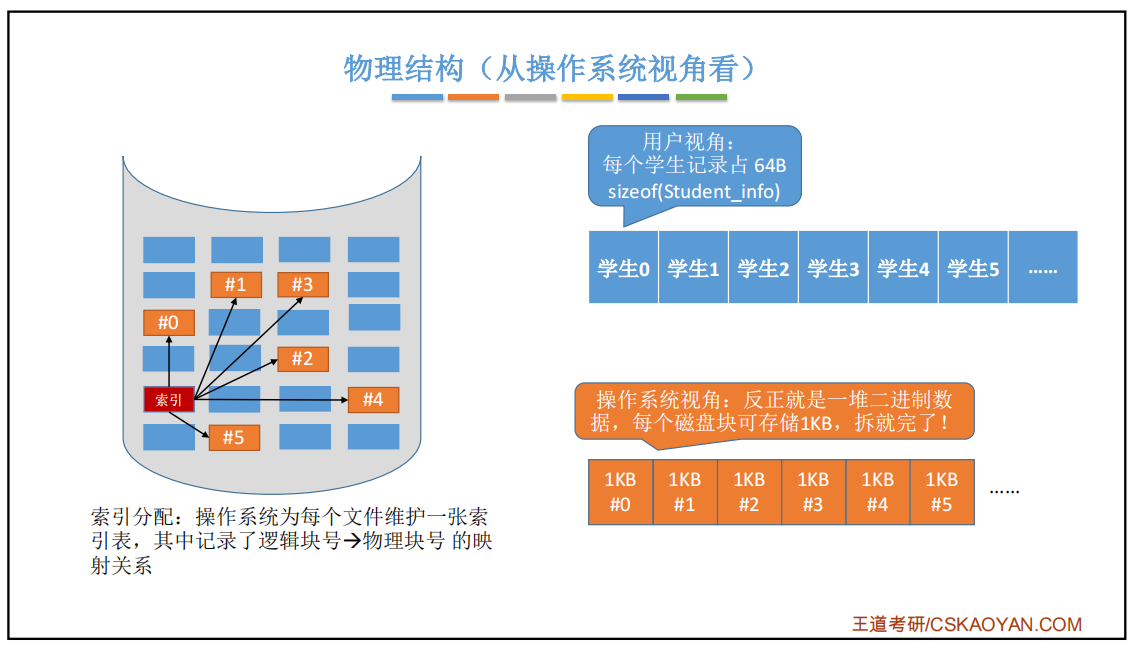 物理结构（从操作系统视角看）
用户视角：
每个学生记录占 64B
sizeof(Student_info)
学生0 学生1 学生2 学生3 学生4 学生5 ……
#1 #3
#0
#2
索引 #4
#5
操作系统视角：反正就是一堆二进制数
据，每个磁盘块可存储1KB，拆就完了！
1KB 1KB 1KB 1KB 1KB 1KB
#0 #1 #2 #3 #4 #5 ……
索引分配：操作系统为每个文件维护一张索
引表，其中记录了逻辑块号→物理块号 的映
射关系
王道考研/CSKAOYAN.COM